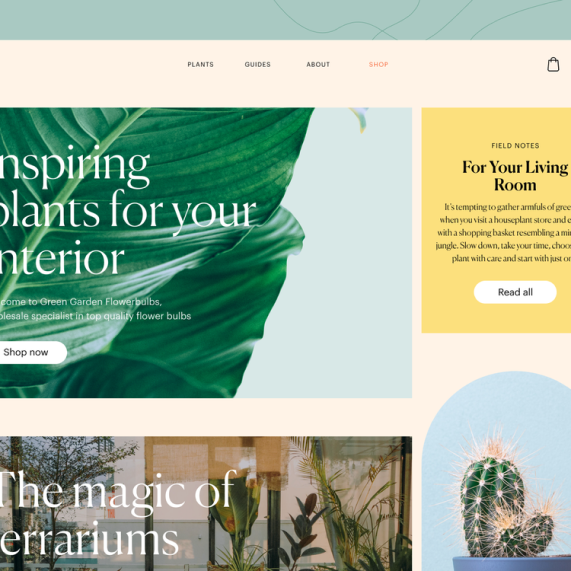 PLANTS GUIDES ABOUT SHOP
nspiring
plants for your
nterior
come to Green Garden Flowerbulbs,
lesale specialist in top quality flower bulbs
Shop now
FIELD NOTES
For Your Living
Room
It's tempting to gather armfuls of gree
when you visit a houseplant store and e
with a shopping basket resembling a mi
jungle. Slow down, take your time, choo
plant with care and start with just o
Read all
The magic of
errariums